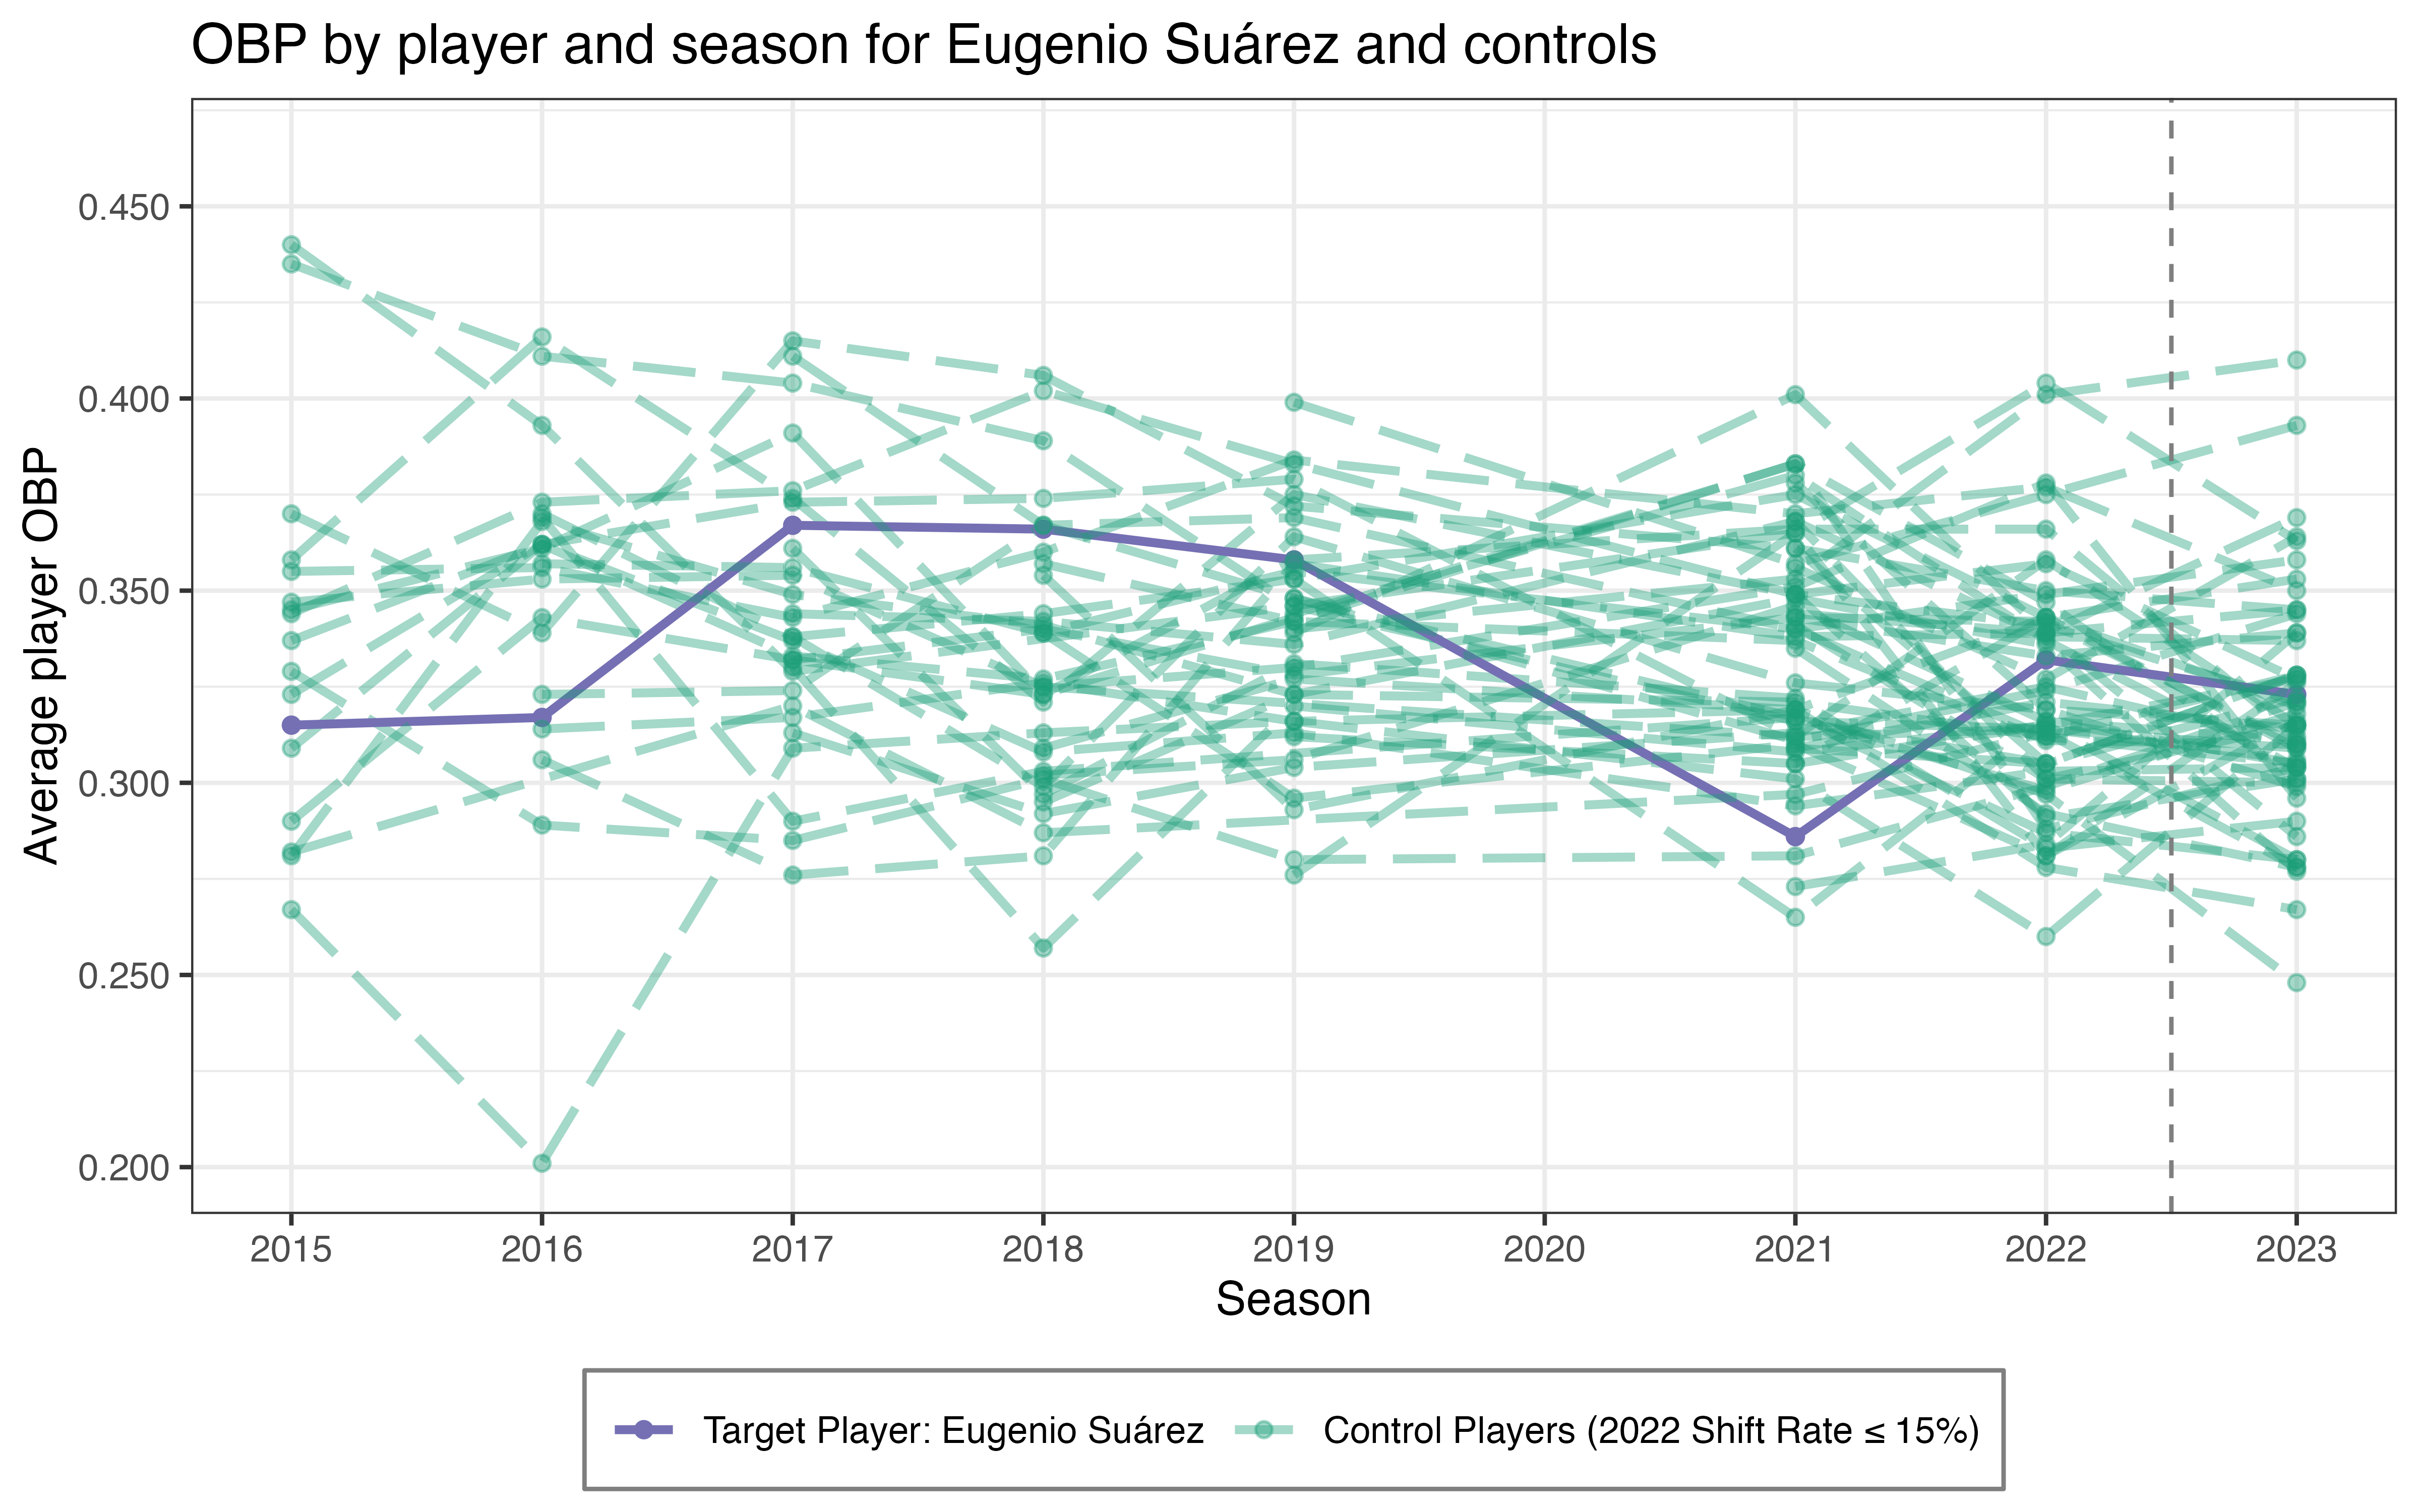 OBP by player and season for Eugenio Suárez and controls
Average player OBP
0.450
0.400
0.350
0.300
0.250
0.200
2015 2016 2017 2018 2019 2020 2021 2022 2023
Season
Target Player: Eugenio Suárez Control Players (2022 Shift Rate ≤ 15%)